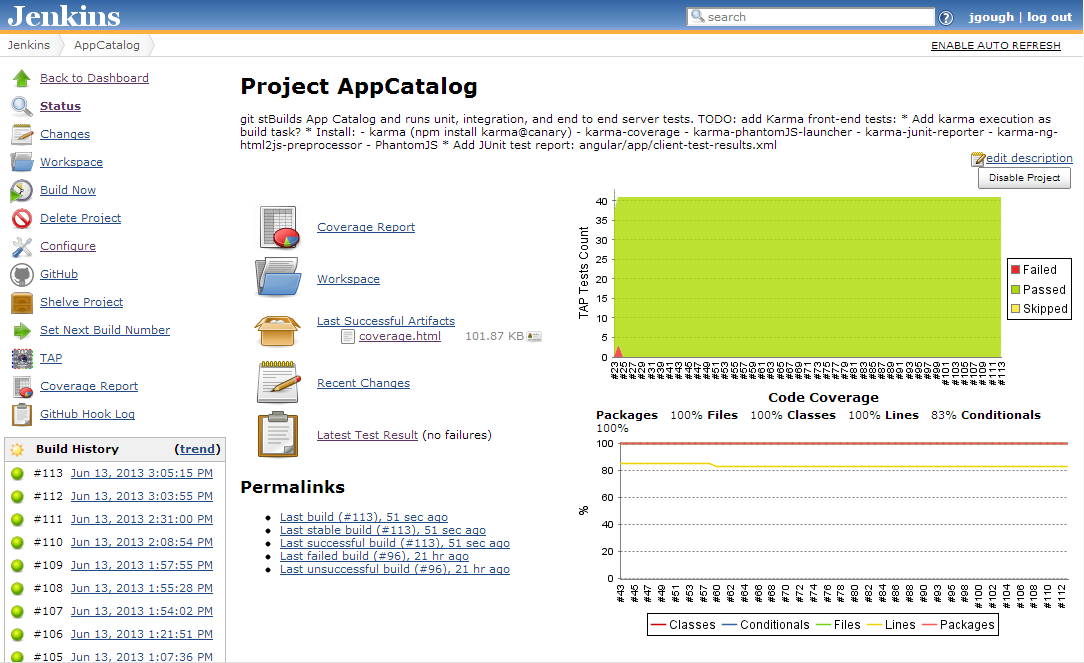 Jenkins
search
jgough | log out
Jenkins
AppCatalog
ENABLE AUTO REFRESH
Back to Dashboard
Status
Changes
Workspace
Build Now
Delete Project
Configure
GitHub
Shelve Project
Set Next Build Number
TAP
Coverage Report
GitHub Hook Log
Build History (trend)
#113 Jun 13, 2013 3:05:15 PM
#112 Jun 13, 2013 3:03:55 PM
#111 Jun 13, 2013 2:31:00 PM
#110 Jun 13, 2013 2:08:54 PM
#109 Jun 13, 2013 1:57:55 PM
#108 Jun 13, 2013 1:55:28 PM
#107 Jun 13, 2013 1:54:02 PM
#106 Jun 13, 2013 1:21:51 PM
#105 Jun 13, 2013 1:07:36 PM
Project AppCatalog
git stBuilds App Catalog and runs unit, integration, and end to end server tests. TODO: add Karma front-end tests: * Add karma execution as
build task? * Install: - karma (npm install karma@canary) - karma-coverage - karma-phantomJS-launcher - karma-junit-reporter - karma-ng-
html2js-preprocessor - PhantomJS * Add JUnit test report: angular/app/client-test-results.xml
edit description
Disable Project
Coverage Report
Workspace
Last Successful Artifacts
coverage.html 101.87 KB
Recent Changes
Latest Test Result (no failures)
Permalinks
Last build (#113), 51 sec ago
Last stable build (#113), 51 sec ago
Last successful build (#113), 51 sec ago
Last failed build (#96), 21 hr ago
Last unsuccessful build (#96), 21 hr ago
TAP Tests Count
40
35
30
25
20
15
10
5
0
#23 #25 #29 #31 #39 #41 #43 #45 #47 #49 #51 #53 #55 #57 #59 #61 #63 #65 #67 #69 #71 #73 #75 #77 #79 #81 #83 #85 #87 #89 #91 #93 #95 #97 #99 #101 #103 #105 #107 #109 #111 #113
Failed
Passed
Skipped
Code Coverage
Packages 100% Files 100% Classes 100% Lines 83% Conditionals
100%
%
100
80
60
40
20
0
#43 #45 #47 #49 #51 #53 #57 #60 #62 #64 #66 #68 #70 #72 #74 #76 #78 #80 #82 #84 #86 #88 #90 #93 #95 #98 #100 #102 #104 #106 #108 #110 #112
Classes Conditionals Files Lines Packages